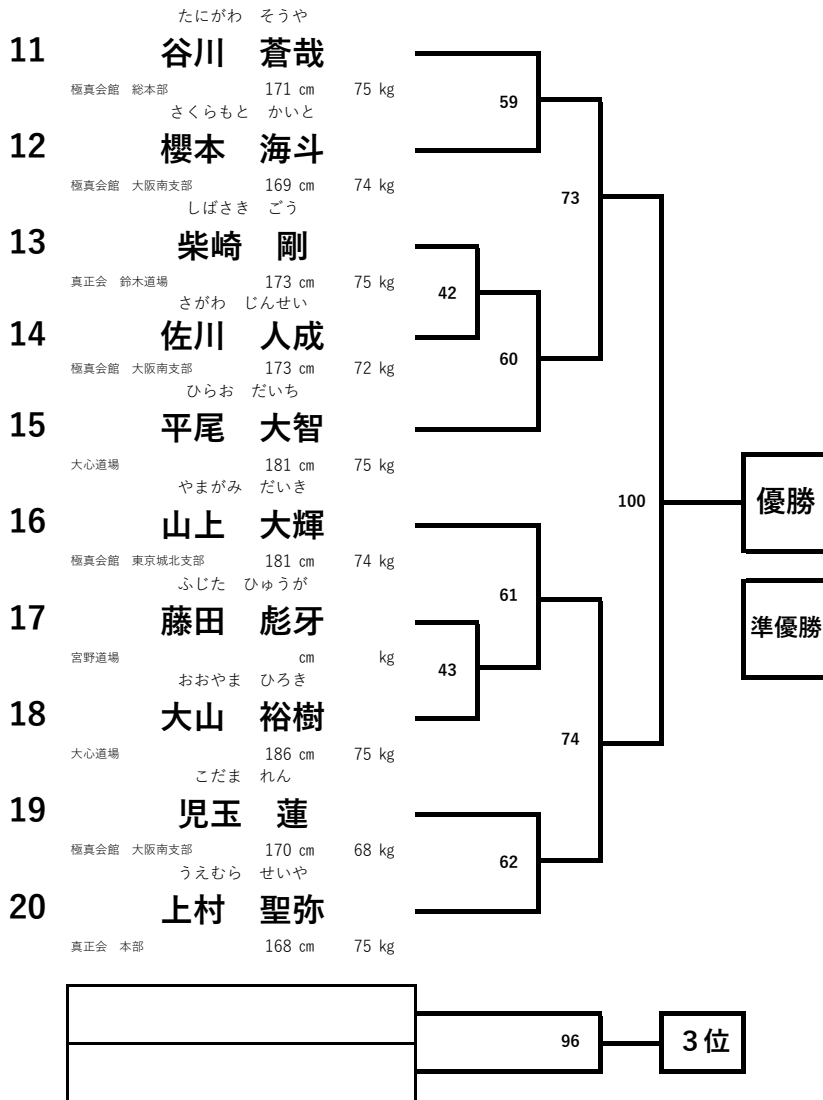 たにがわ　そうや
11 谷川　蒼哉
極真会館　総本部 171 cm 75 kg
さくらもと　かいと
12 櫻本　海斗
極真会館　大阪南支部 169 cm 74 kg
しばさき　ごう
13 柴崎　剛
真正会　鈴木道場 173 cm 75 kg
さがわ　じんせい
14 佐川　人成
極真会館　大阪南支部 173 cm 72 kg
ひらお　だいち
15 平尾　大智
大心道場 181 cm 75 kg
やまがみ　だいき
16 山上　大輝
極真会館　東京城北支部 181 cm 74 kg
ふじた　ひゅうが
17 藤田　彪牙
宮野道場 cm kg
おおやま　ひろき
18 大山　裕樹
大心道場 186 cm 75 kg
こだま　れん
19 児玉　蓮
極真会館　大阪南支部 170 cm 68 kg
うえむら　せいや
20 上村　聖弥
真正会　本部 168 cm 75 kg
59
73
42
60
100
優勝
61
準優勝
43
74
62
96
３位